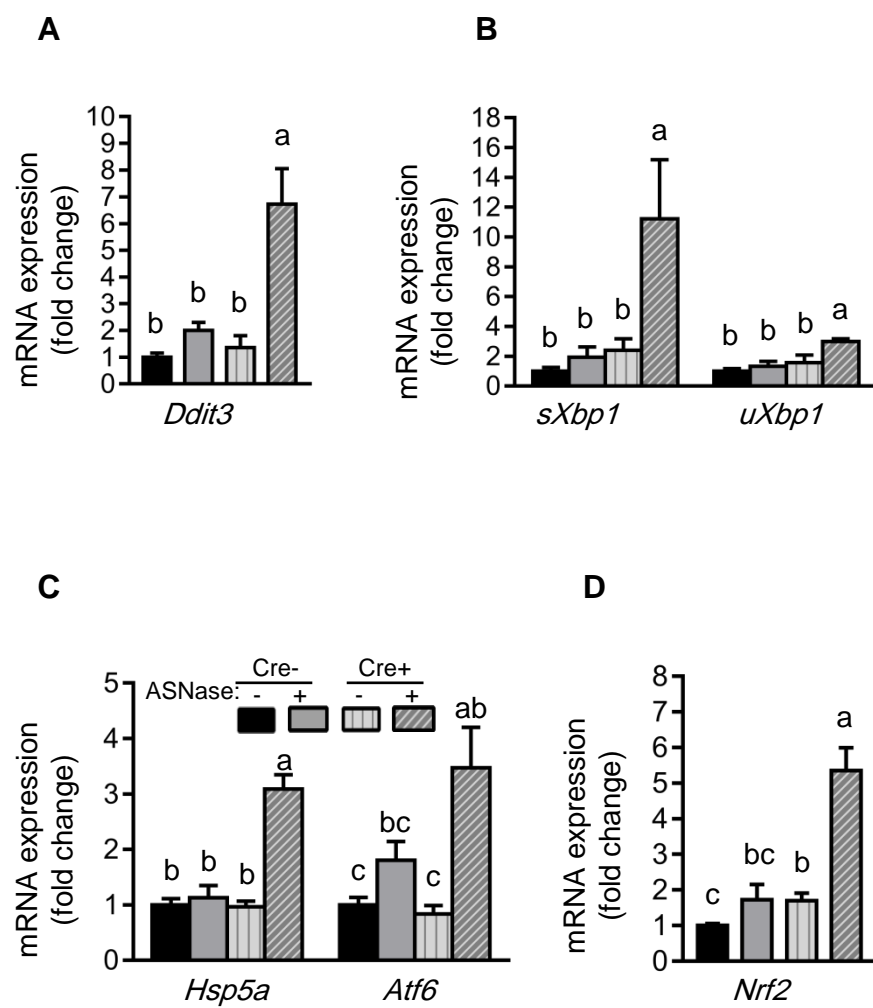 A
mRNA expression
(fold change)
10
9
8
7
6
5
4
3
2
1
0
b
b
b
a
Ddit3
B
mRNA expression
(fold change)
18
16
14
12
10
8
6
4
2
0
b
b
b
a
b
b
b
a
sXbp1
uXbp1
C
mRNA expression
(fold change)
5
4
3
2
1
0
Cre-
Cre+
ASNase:
-
+
-
+
b
b
b
a
c
bc
c
ab
Hsp5a
Atf6
D
mRNA expression
(fold change)
8
7
6
5
4
3
2
1
0
c
bc
b
a
Nrf2